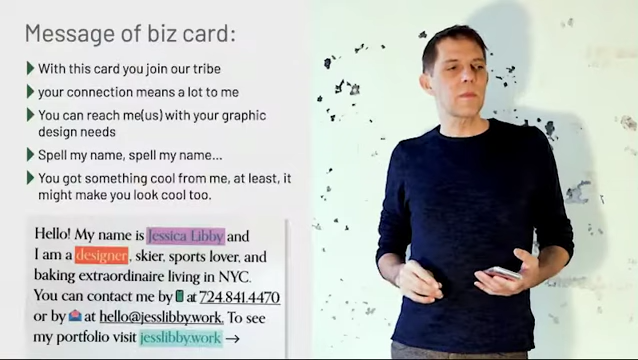 Message of biz card:
With this card you join our tribe
your connection means a lot to me
You can reach me(us) with your graphic
design needs
Spell my name, spell my name...
You got something cool from me, at least, it
might make you look cool too.
Hello! My name is Jessica Libby and
I am a designer, skier, sports lover, and
baking extraordinaire living in NYC.
You can contact me by at 724.841.4470
or by at hello@jesslibby.work. To see
my portfolio visit jesslibby.work →